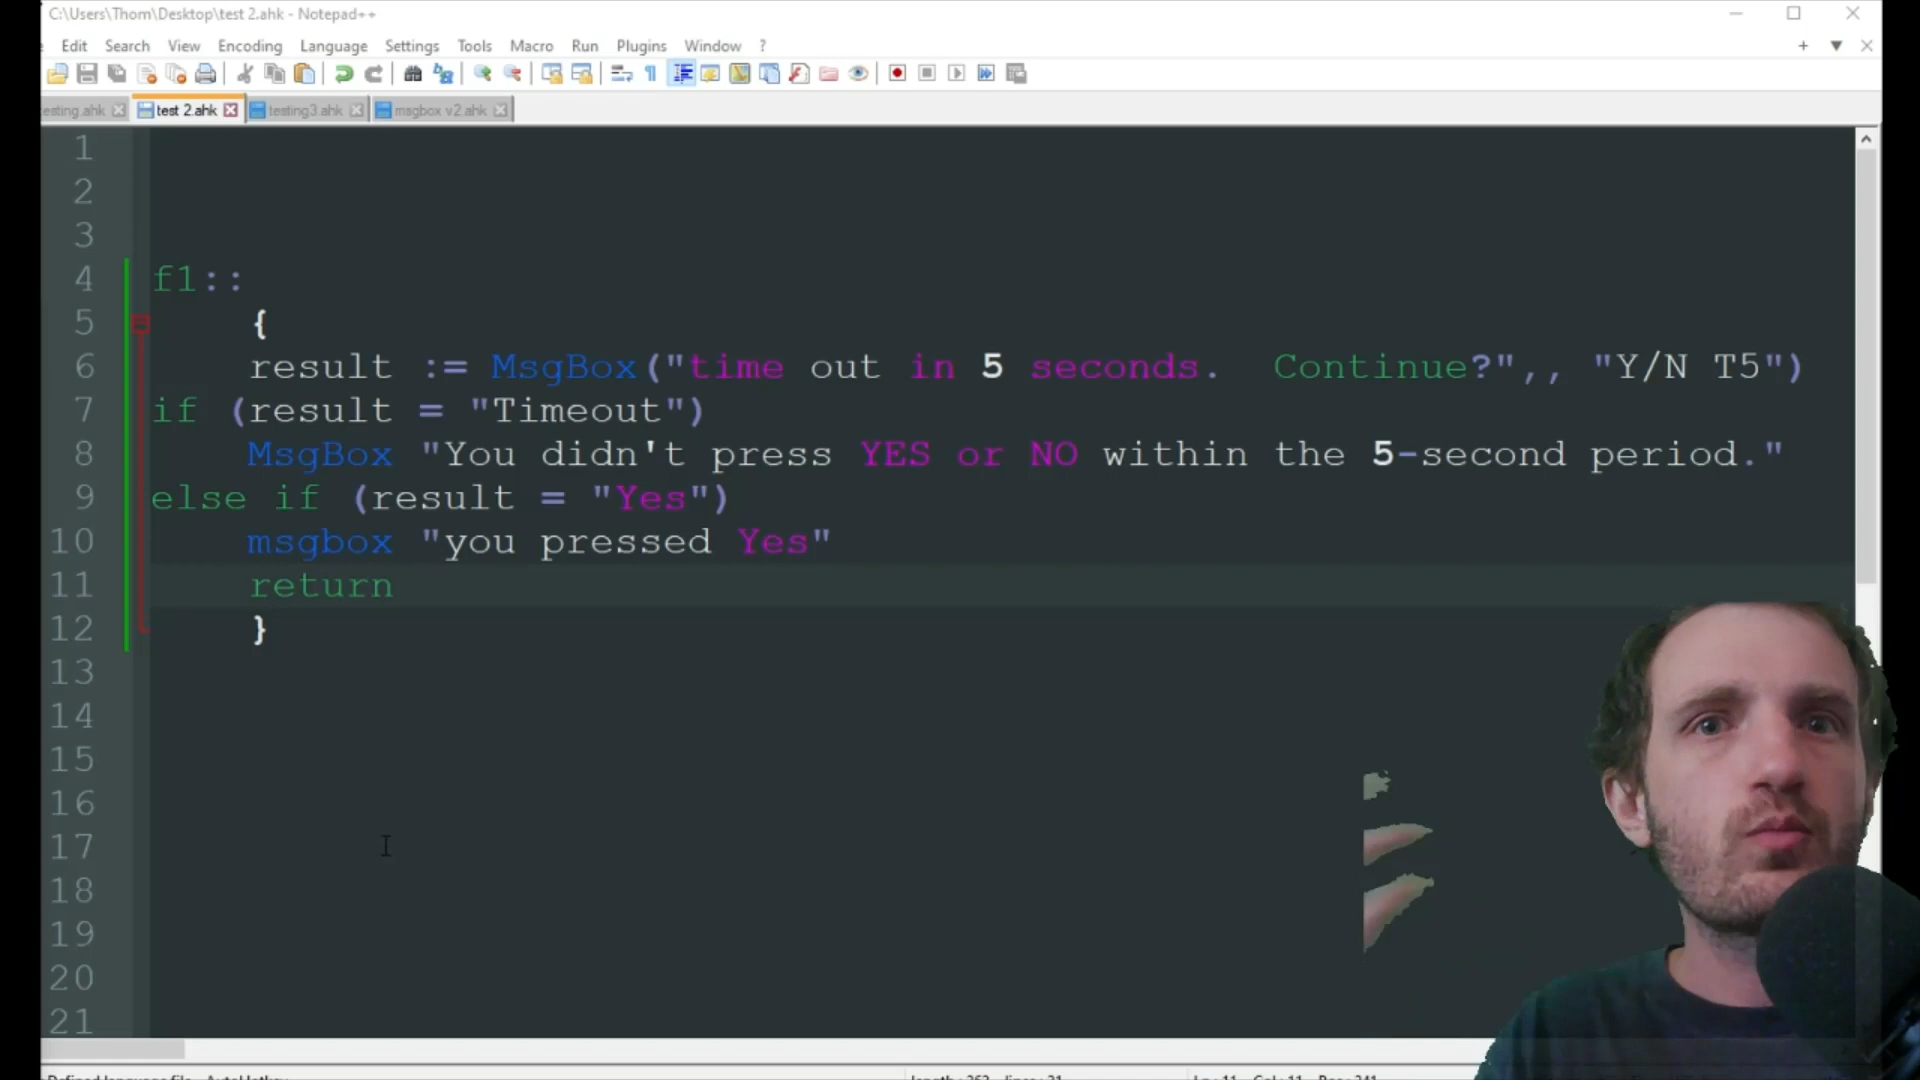 C:\Users\Thom\Desktop\test 2.ahk - Notepad++
Edit Search View Encoding Language Settings Tools Macro Run Plugins Window ?
esting.ahk test 2.ahk testing3.ahk msgbox v2.ahk
1
2
3
4 f1::
5 {
6 result := MsgBox("time out in 5 seconds.  Continue?",, "Y/N T5")
7 if (result = "Timeout")
8 MsgBox "You didn't press YES or NO within the 5-second period."
9 else if (result = "Yes")
10 msgbox "you pressed Yes"
11 return
12 }
13
14
15
16
17
18
19
20
21